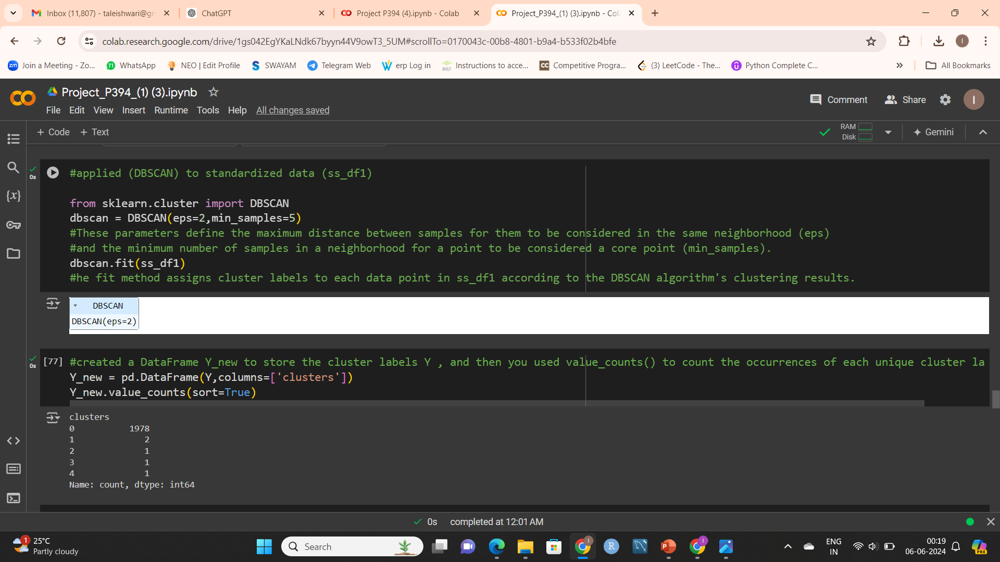 Inbox (11,807) - taleishwari@gm
ChatGPT
Project P394 (4).ipynb - Colab
Project_P394_(1) (3).ipynb - Col
colab.research.google.com/drive/1gs042EgYKaLNdk67byyn44V9owT3_5UM#scrollTo=0170043c-00b8-4801-b9a4-b533f02b4bfe
I
zm Join a Meeting - Zo...
71 WhatsApp
NEO | Edit Profile
SWAYAM
Telegram Web
erp Log in
BOLT Instructions to acce...
CC Competitive Progra...
(3) LeetCode - The...
Python Complete C...
All Bookmarks
Project_P394_(1) (3).ipynb
Comment
Share
I
File Edit View Insert Runtime Tools Help All changes saved
+ Code + Text
RAM
Disk
Gemini
0s
#applied (DBSCAN) to standardized data (ss_df1)
from sklearn.cluster import DBSCAN
dbscan = DBSCAN(eps=2,min_samples=5)
#These parameters define the maximum distance between samples for them to be considered in the same neighborhood (eps)
#and the minimum number of samples in a neighborhood for a point to be considered a core point (min_samples).
dbscan.fit(ss_df1)
#he fit method assigns cluster labels to each data point in ss_df1 according to the DBSCAN algorithm's clustering results.
DBSCAN
DBSCAN(eps=2)
0s
[77] #created a DataFrame Y_new to store the cluster labels Y , and then you used value_counts() to count the occurrences of each unique cluster la
Y_new = pd.DataFrame(Y,columns=['clusters'])
Y_new.value_counts(sort=True)
clusters
0 1978
1 2
2 1
3 1
4 1
Name: count, dtype: int64
0s completed at 12:01 AM
1
25°C
Partly cloudy
Search
ENG
IN
00:19
06-06-2024
PRE